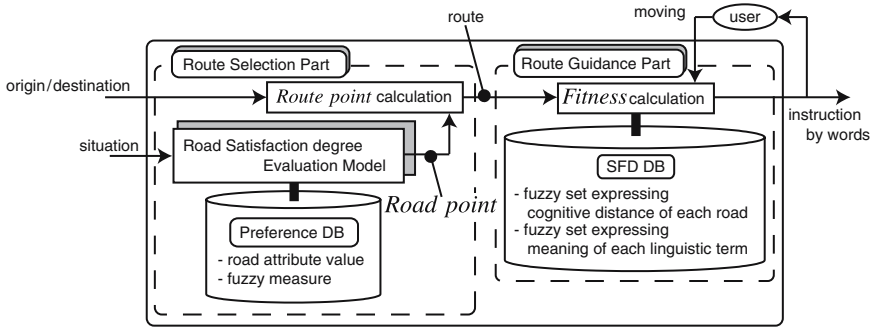 route
moving
user
Route Selection Part
Route Guidance Part
origin/destination
Route point calculation
Fitness calculation
instruction
by words
situation
Road Satisfaction degree
Evaluation Model
Road point
SFD DB
- fuzzy set expressing
cognitive distance of each road
- fuzzy set expressing
meaning of each linguistic term
Preference DB
- road attribute value
- fuzzy measure